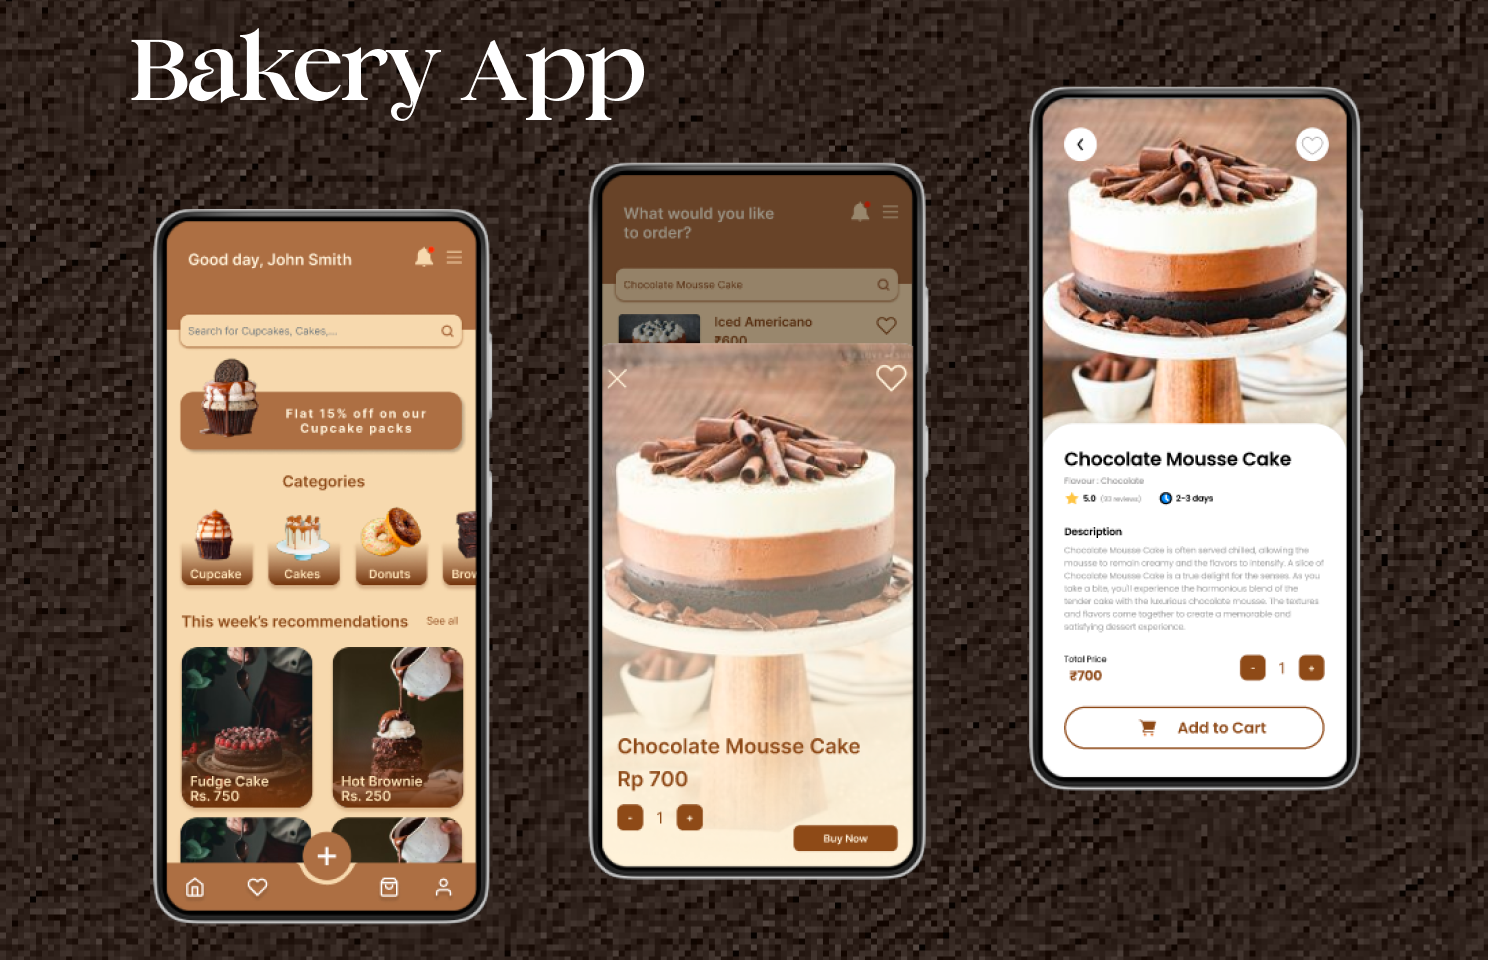 Bakery App
Good day, John Smith
Search for Cupcakes, Cakes,...
Flat 15% off on our
Cupcake packs
Categories
Cupcake
Cakes
Donuts
Brow
This week's recommendations
See all
Fudge Cake
Rs. 750
Hot Brownie
Rs. 250
What would you like
to order?
Chocolate Mousse Cake
Iced Americano
₹600
Chocolate Mousse Cake
Rp 700
- 1 +
Buy Now
Chocolate Mousse Cake
Flavour : Chocolate
5.0 (93 reviews) 2-3 days
Description
Chocolate Mousse Cake is often served chilled, allowing the
mousse to remain creamy and the flavors to intensify. A slice of
Chocolate Mousse Cake is a true delight for the senses. As you
take a bite, you'll experience the harmonious blend of the
tender cake with the luxurious chocolate mousse. The textures
and flavors come together to create a memorable and
satisfying dessert experience.
Total Price
₹700
- 1 +
Add to Cart